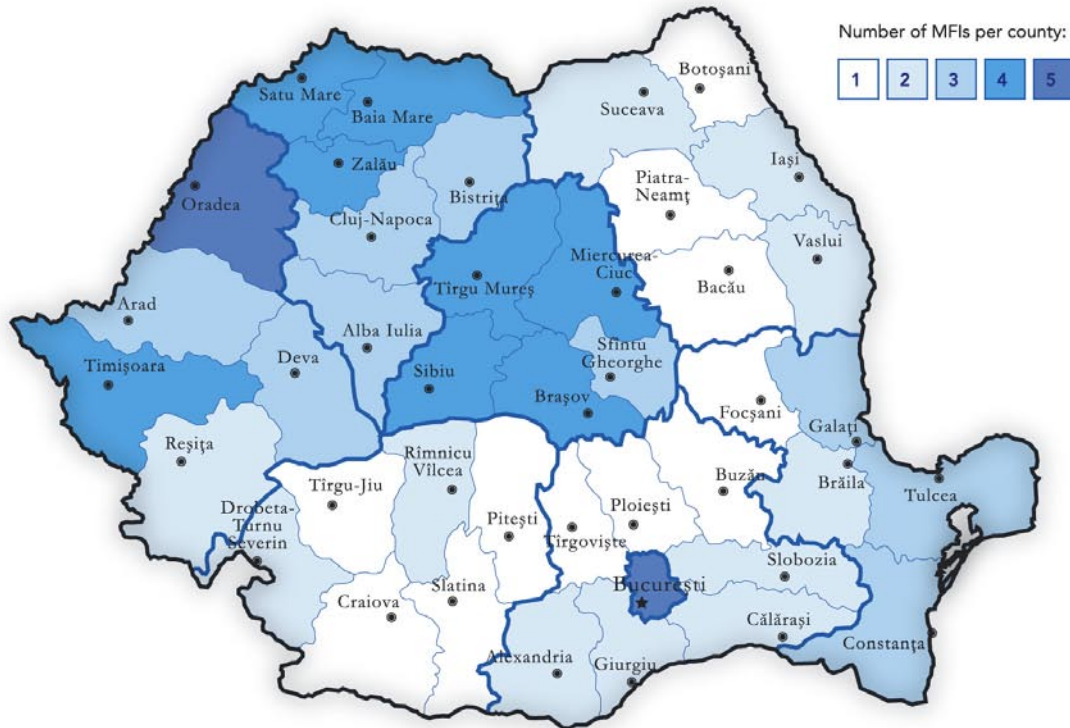 Number of MFIs per county:
1 2 3 4 5
Botoşani
Satu Mare
Suceava
Baia Mare
Iaşi
Zalău
Piatra-
Neamţ
Oradea
Bistriţa
Cluj-Napoca
Vaslui
Miercurea-
Ciuc
Tîrgu Mureş
Bacău
Arad
Alba Iulia
Sfîntu
Gheorghe
Timişoara
Deva
Sibiu
Braşov
Focşani
Galaţi
Reşiţa
Rîmnicu
Vîlcea
Buzău
Brăila
Tîrgu-Jiu
Tulcea
Drobeta-
Turnu
Severin
Piteşti
Ploieşti
Tîrgovişte
Slobozia
Bucureşti
Slatina
Craiova
Călăraşi
Constanţa
Alexandria
Giurgiu